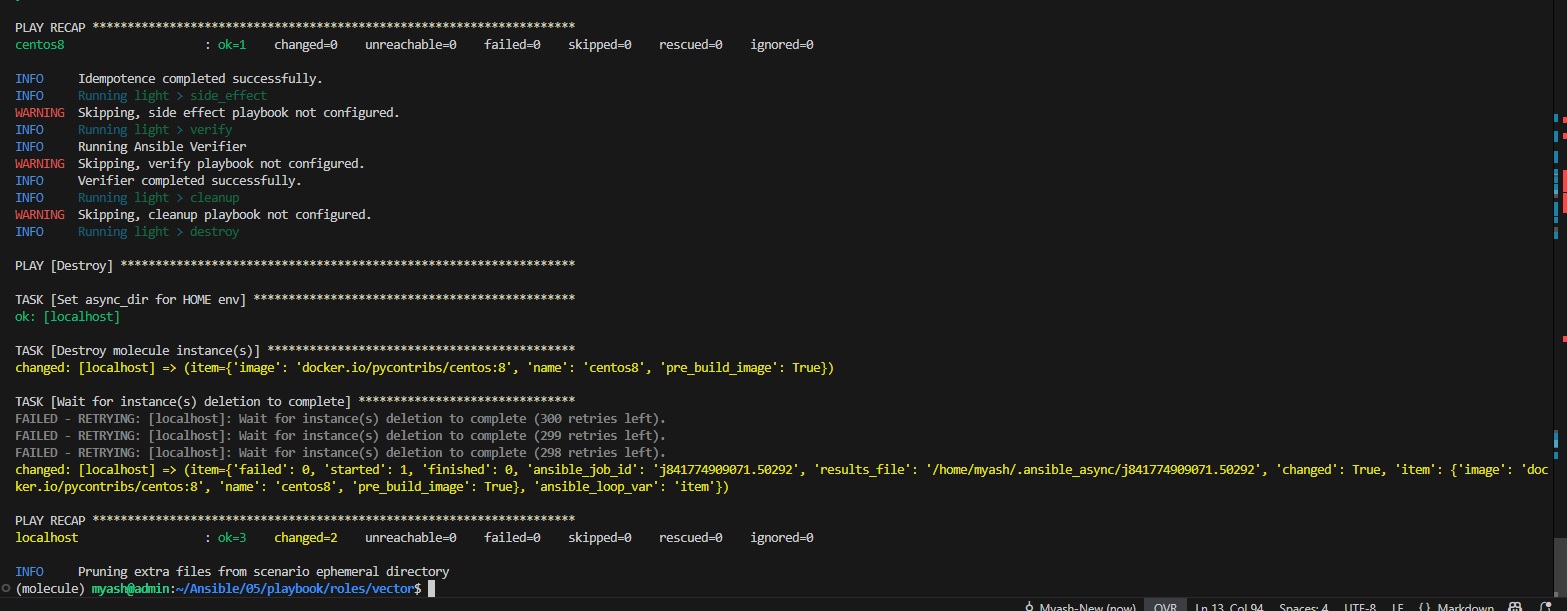 PLAY RECAP *********************************************************************
centos8                    : ok=1    changed=0    unreachable=0    failed=0    skipped=0    rescued=0    ignored=0
INFO     Idempotence completed successfully.
INFO     Running light > side_effect
WARNING  Skipping, side effect playbook not configured.
INFO     Running light > verify
INFO     Running Ansible Verifier
WARNING  Skipping, verify playbook not configured.
INFO     Verifier completed successfully.
INFO     Running light > cleanup
WARNING  Skipping, cleanup playbook not configured.
INFO     Running light > destroy
PLAY [Destroy] *****************************************************************
TASK [Set async_dir for HOME env] **********************************************
ok: [localhost]
TASK [Destroy molecule instance(s)] ********************************************
changed: [localhost] => (item={'image': 'docker.io/pycontribs/centos:8', 'name': 'centos8', 'pre_build_image': True})
TASK [Wait for instance(s) deletion to complete] *******************************
FAILED - RETRYING: [localhost]: Wait for instance(s) deletion to complete (300 retries left).
FAILED - RETRYING: [localhost]: Wait for instance(s) deletion to complete (299 retries left).
FAILED - RETRYING: [localhost]: Wait for instance(s) deletion to complete (298 retries left).
changed: [localhost] => (item={'failed': 0, 'started': 1, 'finished': 0, 'ansible_job_id': 'j841774909071.50292', 'results_file': '/home/myash/.ansible_async/j841774909071.50292', 'changed': True, 'item': {'image': 'doc
ker.io/pycontribs/centos:8', 'name': 'centos8', 'pre_build_image': True}, 'ansible_loop_var': 'item'})
PLAY RECAP *********************************************************************
localhost                  : ok=3    changed=2    unreachable=0    failed=0    skipped=0    rescued=0    ignored=0
INFO     Pruning extra files from scenario ephemeral directory
(molecule) myash@admin:~/Ansible/05/playbook/roles/vector$
Myash-New (now)  OVR  Ln 13, Col 94  Spaces: 4  UTF-8  LF  {} Markdown